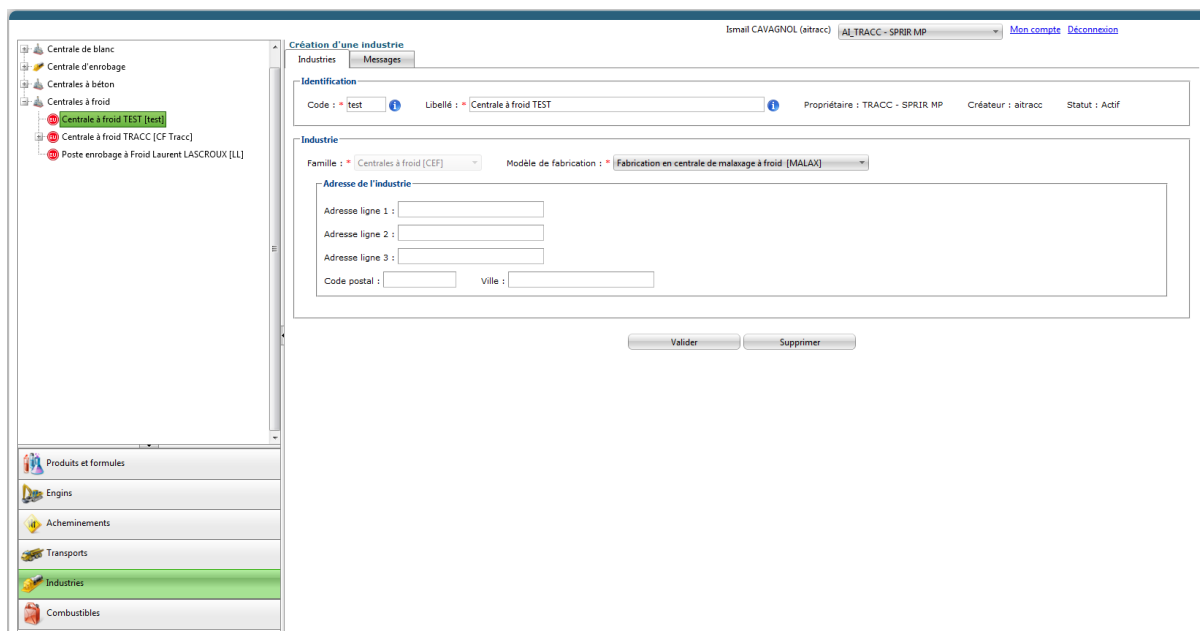 Ismail CAVAGNOL (aitracc) AI_TRACC - SPRIR MP Mon compte Déconnexion
Centrale de blanc
Centrale d'enrobage
Centrales à béton
Centrales à froid
EU Centrale à froid TEST [test]
EU Centrale à froid TRACC [CF Tracc]
EU Poste enrobage à Froid Laurent LASCROUX [LL]
Produits et formules
Engins
Acheminements
Transports
Industries
Combustibles
Création d'une industrie
Industries Messages
Identification
Code : * test Libellé : * Centrale à froid TEST Propriétaire : TRACC - SPRIR MP Créateur : aitracc Statut : Actif
Industrie
Famille : * Centrales à froid [CEF] Modèle de fabrication : * Fabrication en centrale de malaxage à froid [MALAX]
Adresse de l'industrie
Adresse ligne 1 :
Adresse ligne 2 :
Adresse ligne 3 :
Code postal : Ville :
Valider Supprimer